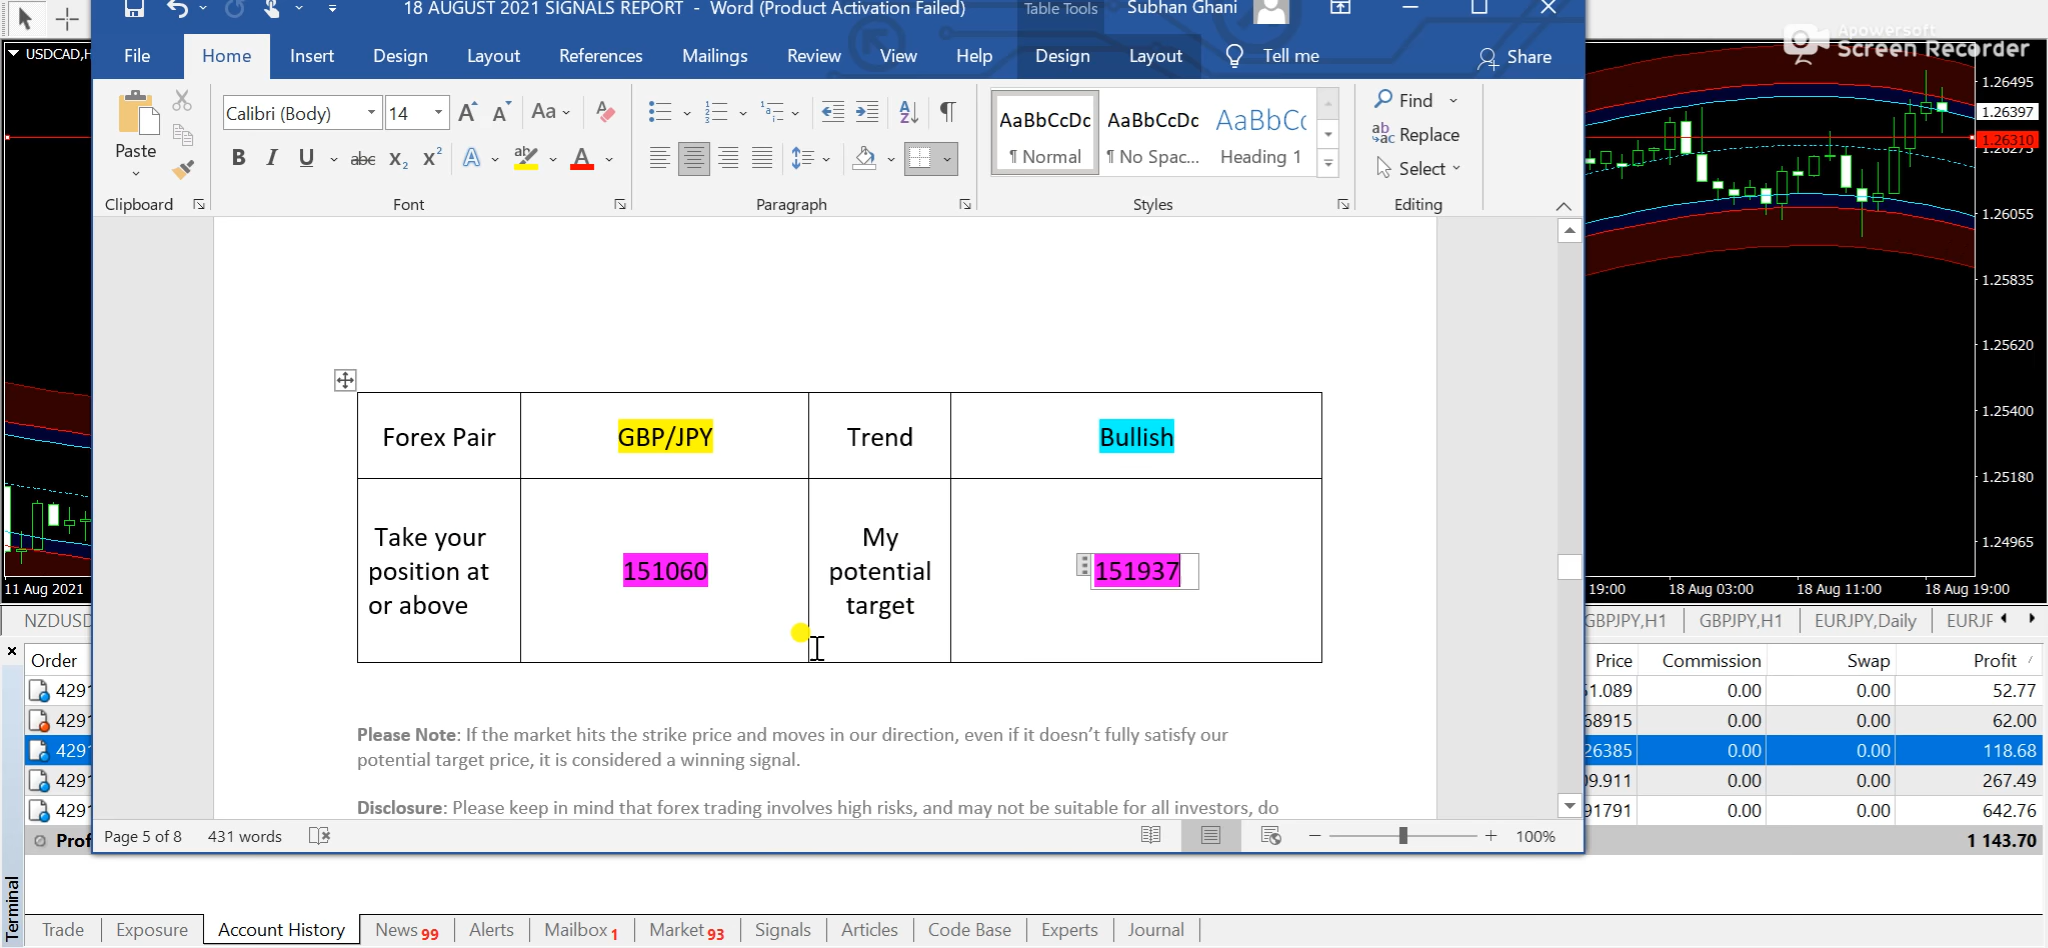 18 AUGUST 2021 SIGNALS REPORT - Word (Product Activation Failed)
Table Tools
Subhan Ghani
File
Home
Insert
Design
Layout
References
Mailings
Review
View
Help
Design
Layout
Tell me
Share
Apowersoft
Screen Recorder
USDCAD,H
Paste
Clipboard
Calibri (Body)
14
Aa
Font
Paragraph
AaBbCcDc
¶ Normal
AaBbCcDc
¶ No Spac...
AaBbCc
Heading 1
Styles
Find
Replace
Select
Editing
1.26495
1.26397
1.26310
1.26275
1.26055
1.25835
1.25620
1.25400
1.25180
1.24965
Forex Pair
GBP/JPY
Trend
Bullish
Take your
position at
or above
151060
My
potential
target
151937
Please Note: If the market hits the strike price and moves in our direction, even if it doesn’t fully satisfy our
potential target price, it is considered a winning signal.
Disclosure: Please keep in mind that forex trading involves high risks, and may not be suitable for all investors, do
Page 5 of 8
431 words
100%
11 Aug 2021
19:00
18 Aug 03:00
18 Aug 11:00
18 Aug 19:00
NZDUSD
GBPJPY,H1
GBPJPY,H1
EURJPY,Daily
EURJF
Order
Price
Commission
Swap
Profit
4291
1.089
0.00
0.00
52.77
4291
68915
0.00
0.00
62.00
4291
26385
0.00
0.00
118.68
4291
9.911
0.00
0.00
267.49
4291
91791
0.00
0.00
642.76
Prof
1 143.70
Terminal
Trade
Exposure
Account History
News 99
Alerts
Mailbox 1
Market 93
Signals
Articles
Code Base
Experts
Journal